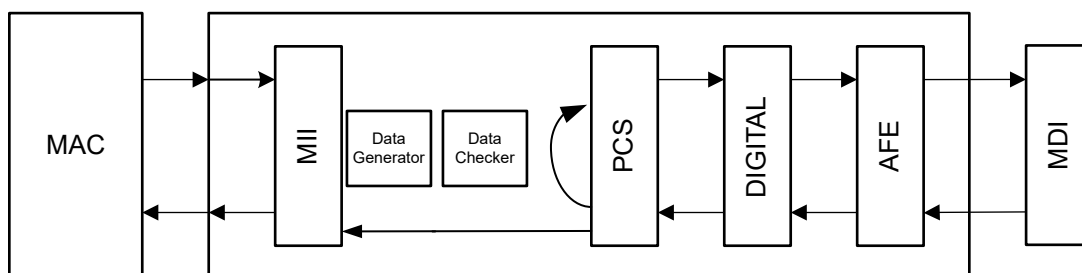 MAC
MII
Data
Generator
Data
Checker
PCS
DIGITAL
AFE
MDI